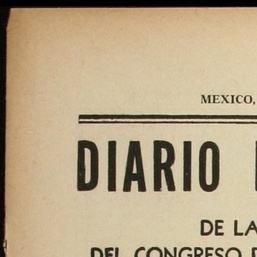 MEXICO,
DIARIO
DE LA
DEL CONGRESO D